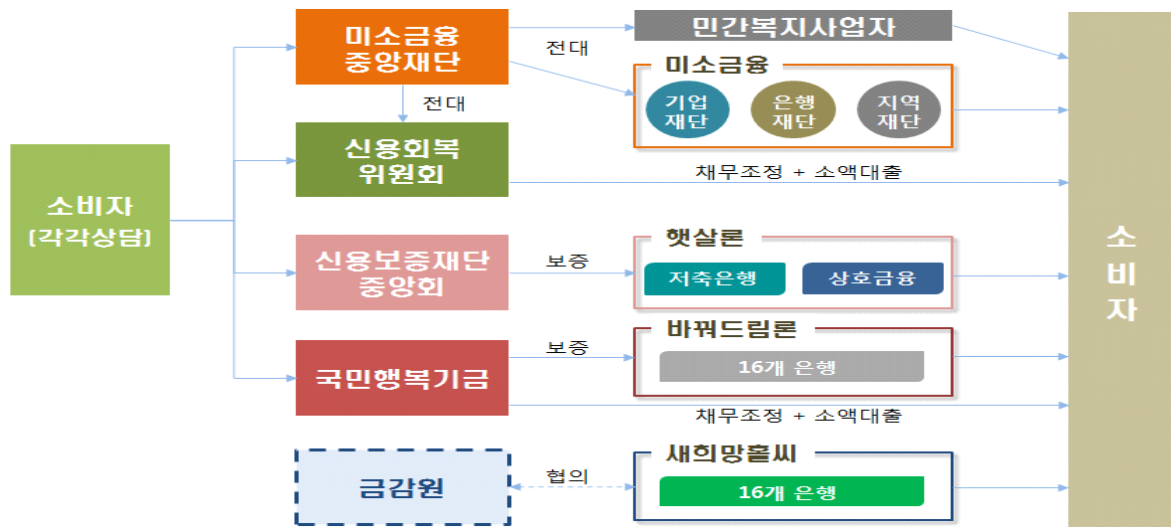 미소금융
중앙재단
전대
민간복지사업자
미소금융
기업
재단
은행
재단
지역
재단
전대
신용회복
위원회
채무조정 + 소액대출
소비자
(각각상담)
신용보증재단
중앙회
보증
햇살론
저축은행
상호금융
소
비
자
국민행복기금
보증
바꿔드림론
16개 은행
채무조정 + 소액대출
금감원
협의
새희망홀씨
16개 은행